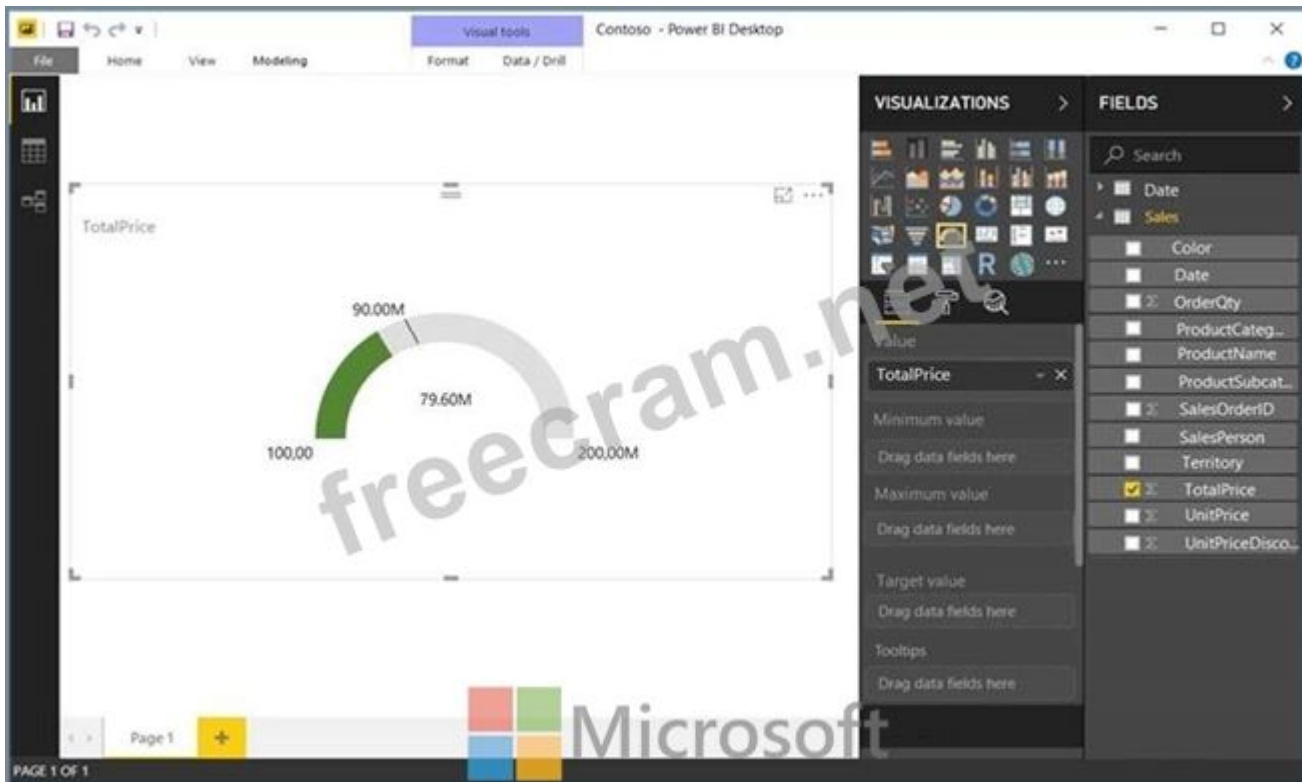 Visual tools
Contoso - Power BI Desktop
File Home View Modeling Format Data / Drill
VISUALIZATIONS
FIELDS
Search
Date
Sales
Color
Date
Σ OrderQty
ProductCateg...
ProductName
ProductSubcat...
Σ SalesOrderID
SalesPerson
Territory
Σ TotalPrice
Σ UnitPrice
Σ UnitPriceDisco...
R
Value
TotalPrice
Minimum value
Drag data fields here
Maximum value
Drag data fields here
Target value
Drag data fields here
Tooltips
Drag data fields here
TotalPrice
90.00M
79.60M
100,00
200,00M
freecram.net
Microsoft
Page 1
PAGE 1 OF 1